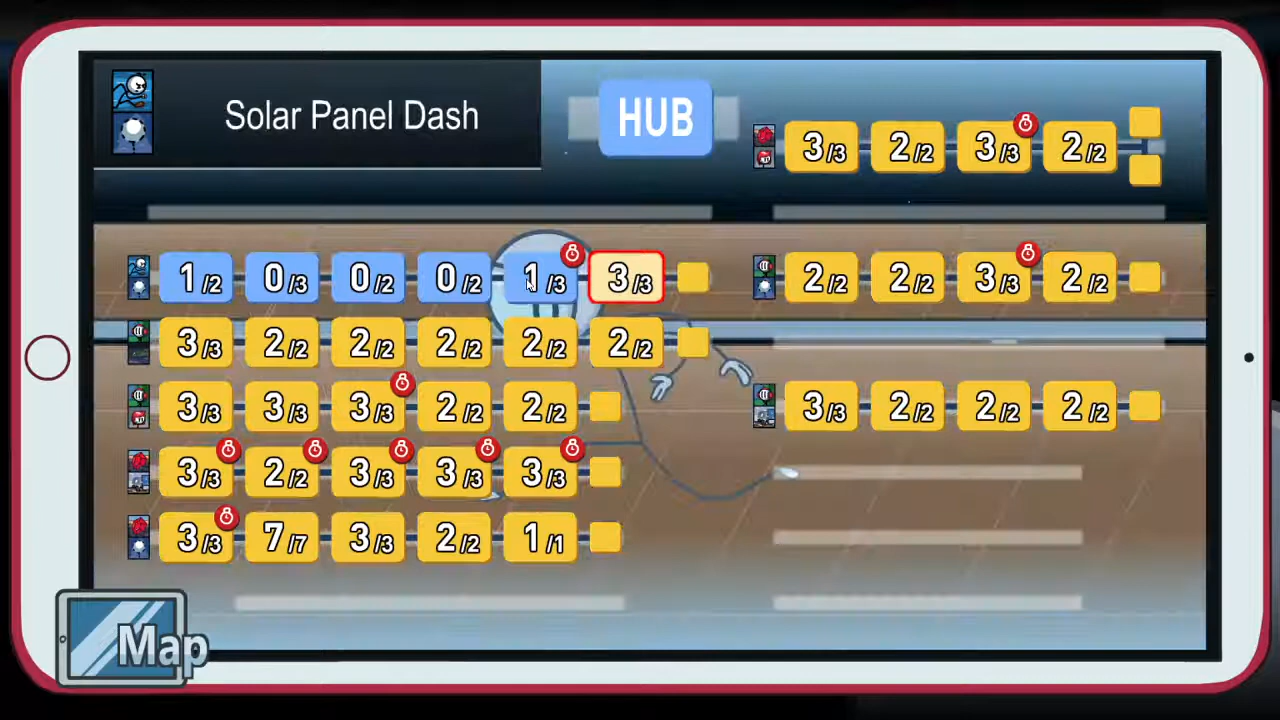 Solar Panel Dash
HUB
3/3 2/2 3/3 2/2
1/2 0/3 0/2 0/2 1/3 3/3
2/2 2/2 3/3 2/2
3/3 2/2 2/2 2/2 2/2 2/2
3/3 3/3 3/3 2/2 2/2
3/3 2/2 2/2 2/2
3/3 2/2 3/3 3/3 3/3
3/3 7/7 3/3 2/2 1/1
Map